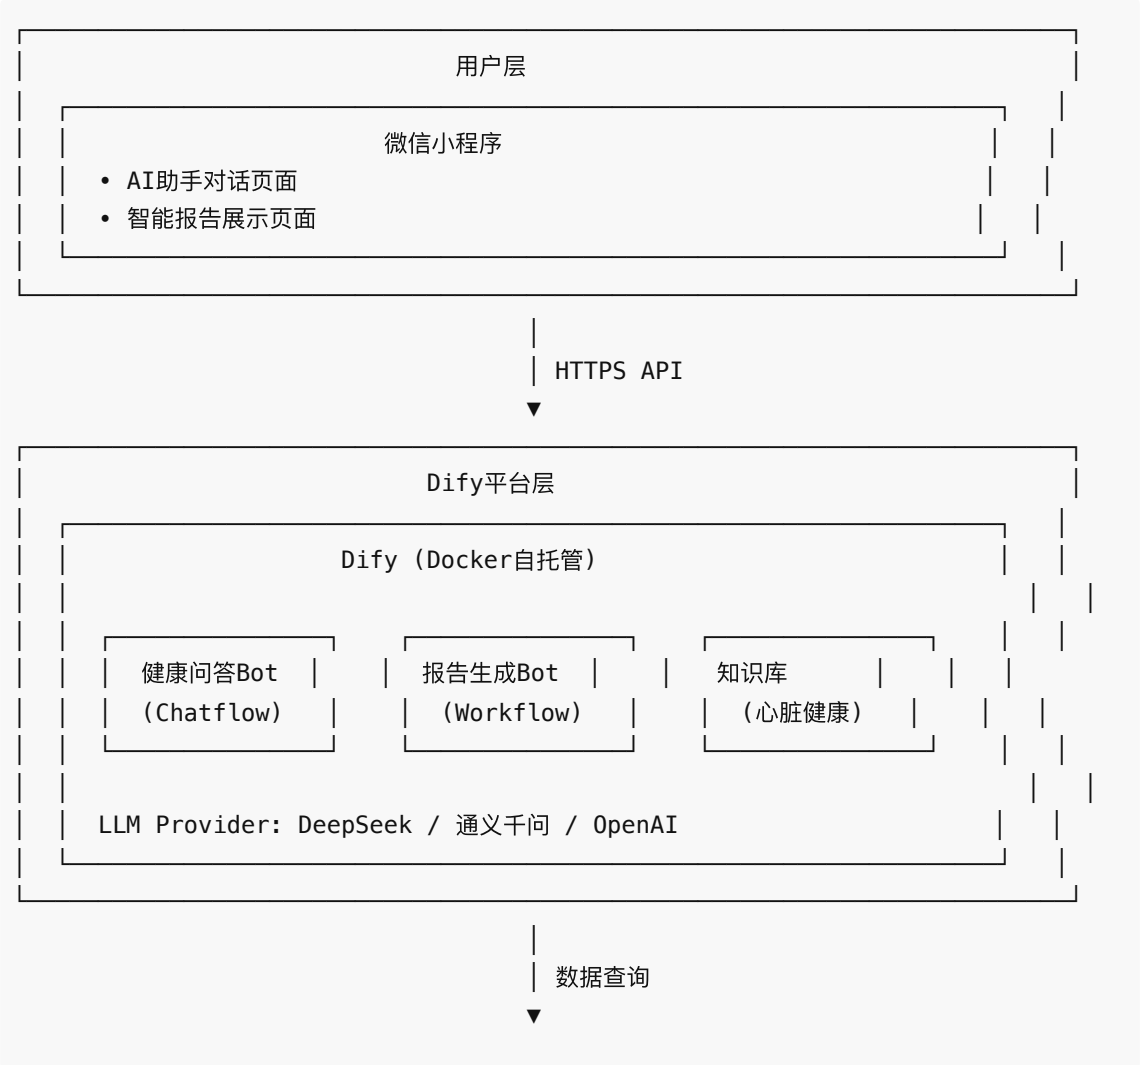 用户层
微信小程序
• AI助手对话页面
• 智能报告展示页面
HTTPS API
▼
Dify平台层
Dify (Docker自托管)
健康问答Bot 报告生成Bot 知识库
(Chatflow) (Workflow) (心脏健康)
LLM Provider: DeepSeek / 通义千问 / OpenAI
数据查询
▼